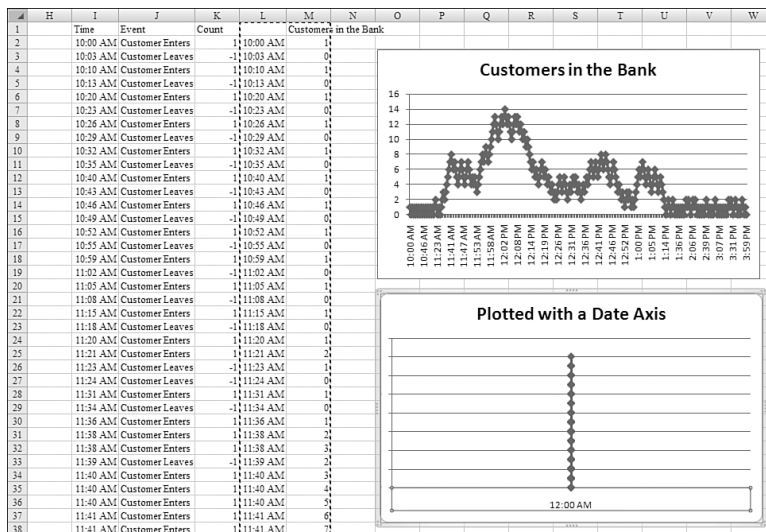 H I J K L M N O P Q R S T U V W
1 Time Event Count Customers in the Bank
2 10:00 AM Customer Enters 1 10:00 AM 1
3 10:03 AM Customer Leaves -1 10:03 AM 0
4 10:10 AM Customer Enters 1 10:10 AM 1
5 10:13 AM Customer Leaves -1 10:13 AM 0
6 10:20 AM Customer Enters 1 10:20 AM 1
7 10:23 AM Customer Leaves -1 10:23 AM 0
8 10:26 AM Customer Enters 1 10:26 AM 1
9 10:29 AM Customer Leaves -1 10:29 AM 0
10 10:32 AM Customer Enters 1 10:32 AM 1
11 10:35 AM Customer Leaves -1 10:35 AM 0
12 10:40 AM Customer Enters 1 10:40 AM 1
13 10:43 AM Customer Leaves -1 10:43 AM 0
14 10:46 AM Customer Enters 1 10:46 AM 1
15 10:49 AM Customer Leaves -1 10:49 AM 0
16 10:52 AM Customer Enters 1 10:52 AM 1
17 10:55 AM Customer Leaves -1 10:55 AM 0
18 10:59 AM Customer Enters 1 10:59 AM 1
19 11:02 AM Customer Leaves -1 11:02 AM 0
20 11:05 AM Customer Enters 1 11:05 AM 1
21 11:08 AM Customer Leaves -1 11:08 AM 0
22 11:15 AM Customer Enters 1 11:15 AM 1
23 11:18 AM Customer Leaves -1 11:18 AM 0
24 11:20 AM Customer Enters 1 11:20 AM 1
25 11:21 AM Customer Enters 1 11:21 AM 2
26 11:23 AM Customer Leaves -1 11:23 AM 1
27 11:24 AM Customer Leaves -1 11:24 AM 0
28 11:31 AM Customer Enters 1 11:31 AM 1
29 11:34 AM Customer Leaves -1 11:34 AM 0
30 11:36 AM Customer Enters 1 11:36 AM 1
31 11:38 AM Customer Enters 1 11:38 AM 2
32 11:38 AM Customer Enters 1 11:38 AM 3
33 11:39 AM Customer Leaves -1 11:39 AM 2
34 11:40 AM Customer Enters 1 11:40 AM 3
35 11:40 AM Customer Enters 1 11:40 AM 4
36 11:40 AM Customer Enters 1 11:40 AM 5
37 11:41 AM Customer Enters 1 11:41 AM 6
38 11:41 AM Customer Enters 1 11:41 AM 7
Customers in the Bank
16
14
12
10
8
6
4
2
0
10:00 AM
10:46 AM
11:23 AM
11:41 AM
11:47 AM
11:53 AM
11:58 AM
12:02 PM
12:08 PM
12:14 PM
12:19 PM
12:26 PM
12:31 PM
12:36 PM
12:41 PM
12:46 PM
12:52 PM
1:00 PM
1:05 PM
1:14 PM
1:36 PM
2:06 PM
2:39 PM
3:07 PM
3:31 PM
3:59 PM
Plotted with a Date Axis
12:00 AM